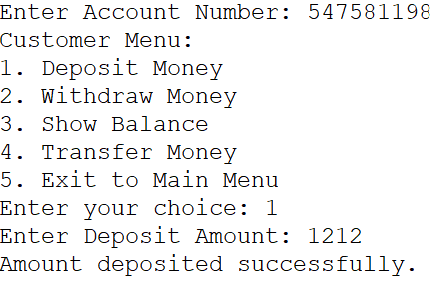 Enter Account Number: 547581198
Customer Menu:
1. Deposit Money
2. Withdraw Money
3. Show Balance
4. Transfer Money
5. Exit to Main Menu
Enter your choice: 1
Enter Deposit Amount: 1212
Amount deposited successfully.